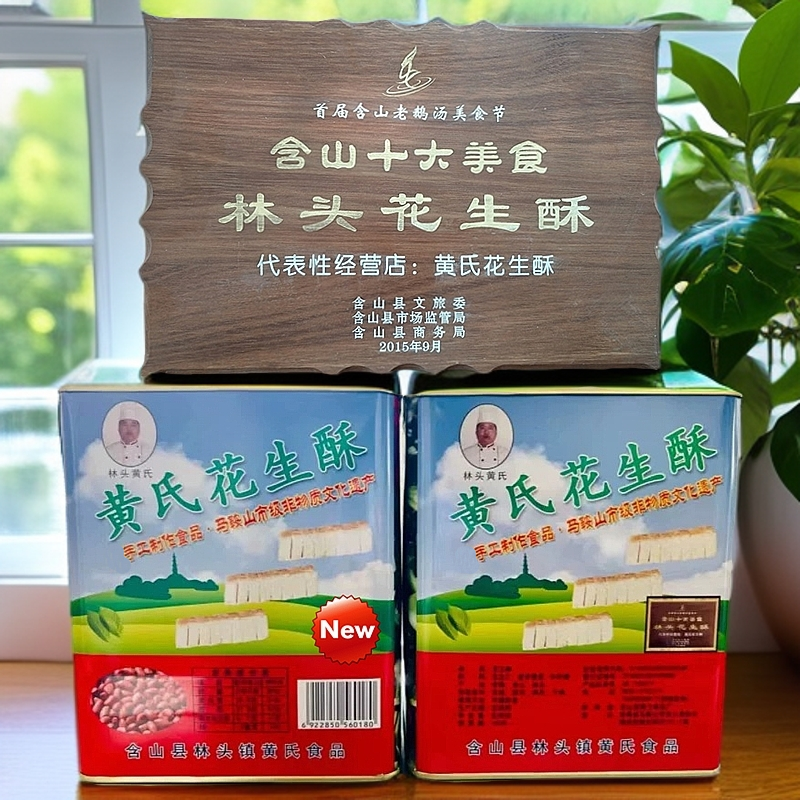 首届含山老鹅汤美食节
含山十大美食
林头花生酥
代表性经营店：黄氏花生酥
含山县文旅委
含山县市场监管局
含山县商务局
2015年9月
林头黄氏
黄氏花生酥
手工制作食品·马鞍山市级非物质文化遗产
New
6 922850 560180
含山县林头镇黄氏食品
林头黄氏
黄氏花生酥
手工制作食品·马鞍山市级非物质文化遗产
含山十大美食
林头花生酥
含山县林头镇黄氏食品